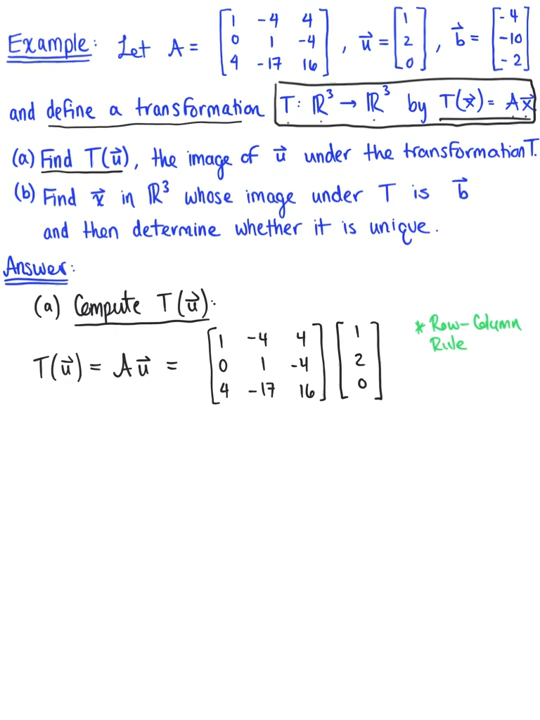 Example: Let A = [1 -4 4; 0 1 -4; 4 -17 16], u⃗ = [1; 2; 0], b⃗ = [-4; -10; -2]
and define a transformation T: ℝ³ → ℝ³ by T(x⃗) = Ax⃗
(a) Find T(u⃗), the image of u⃗ under the transformation T.
(b) Find x⃗ in ℝ³ whose image under T is b⃗
and then determine whether it is unique.
Answer:
(a) Compute T(u⃗):
T(u⃗) = Au⃗ = [1 -4 4; 0 1 -4; 4 -17 16] [1; 2; 0]
* Row-Column
Rule